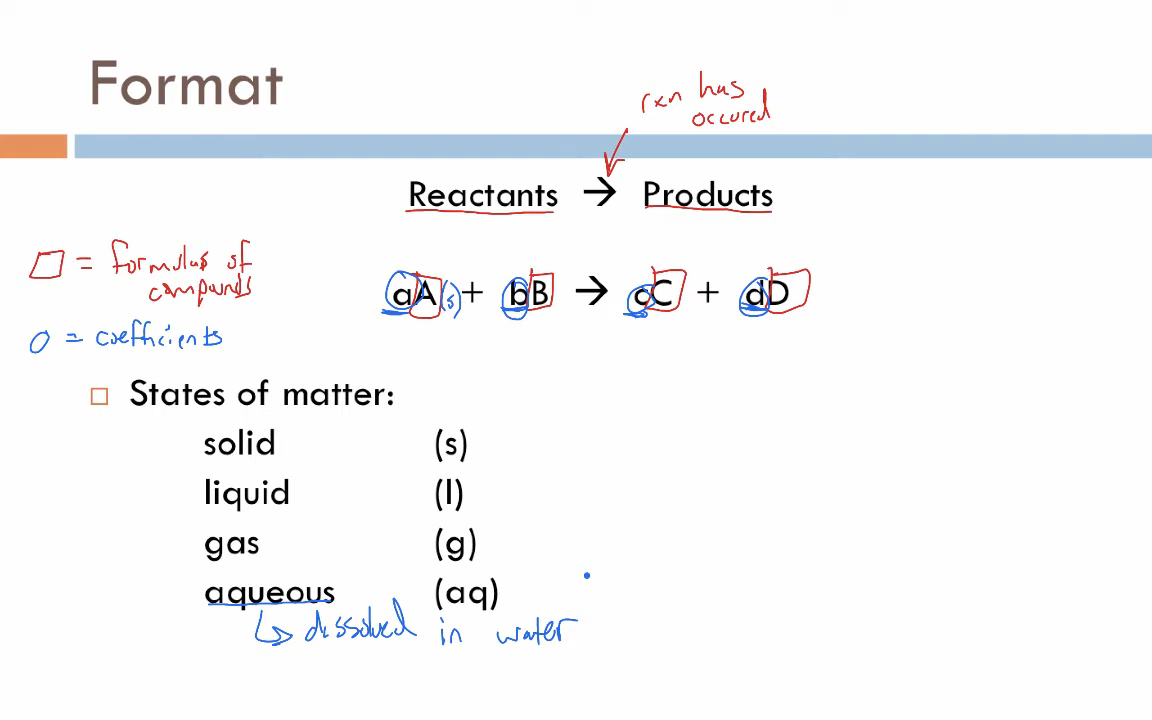 Format
rxn has
occured
Reactants → Products
= formulas of
compounds
aA(s) + bB → cC + dD
= coefficients
States of matter:
solid (s)
liquid (l)
gas (g)
aqueous (aq)
↳ dissolved in water